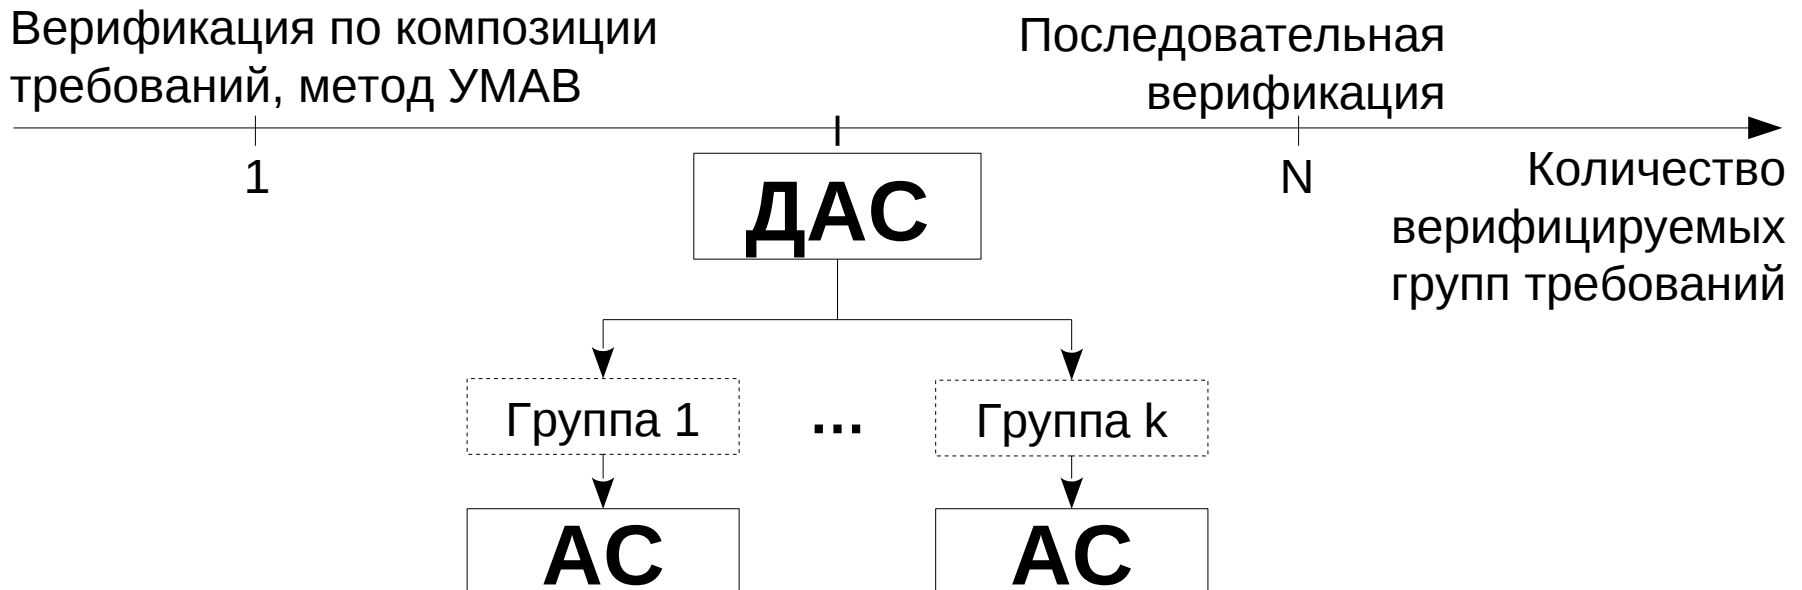 Верификация по композиции
требований, метод УМАВ
Последовательная
верификация
1
N
Количество
верифицируемых
групп требований
ДАС
Группа 1
...
Группа k
АС
АС